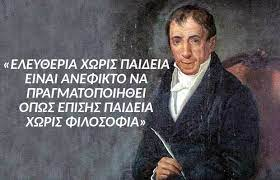 «ΕΛΕΥΘΕΡΙΑ ΧΩΡΙΣ ΠΑΙΔΕΙΑ
ΕΙΝΑΙ ΑΝΕΦΙΚΤΟ ΝΑ
ΠΡΑΓΜΑΤΟΠΟΙΗΘΕΙ
ΟΠΩΣ ΕΠΙΣΗΣ ΠΑΙΔΕΙΑ
ΧΩΡΙΣ ΦΙΛΟΣΟΦΙΑ»